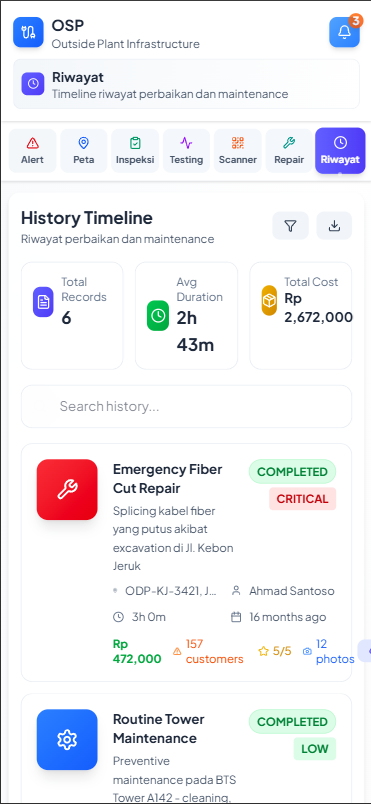 OSP
Outside Plant Infrastructure
3
Riwayat
Timeline riwayat perbaikan dan maintenance
Alert
Peta
Inspeksi
Testing
Scanner
Repair
Riwayat
History Timeline
Riwayat perbaikan dan maintenance
Total
Records
6
Avg
Duration
2h
43m
Total Cost
Rp
2,672,000
Search history...
Emergency Fiber
Cut Repair
COMPLETED
CRITICAL
Splicing kabel fiber
yang putus akibat
excavation di Jl. Kebon
Jeruk
ODP-KJ-3421, J...
Ahmad Santoso
3h 0m
16 months ago
Rp
472,000
157
customers
5/5
12
photos
Routine Tower
Maintenance
COMPLETED
LOW
Preventive
maintenance pada BTS
Tower A142 - cleaning,